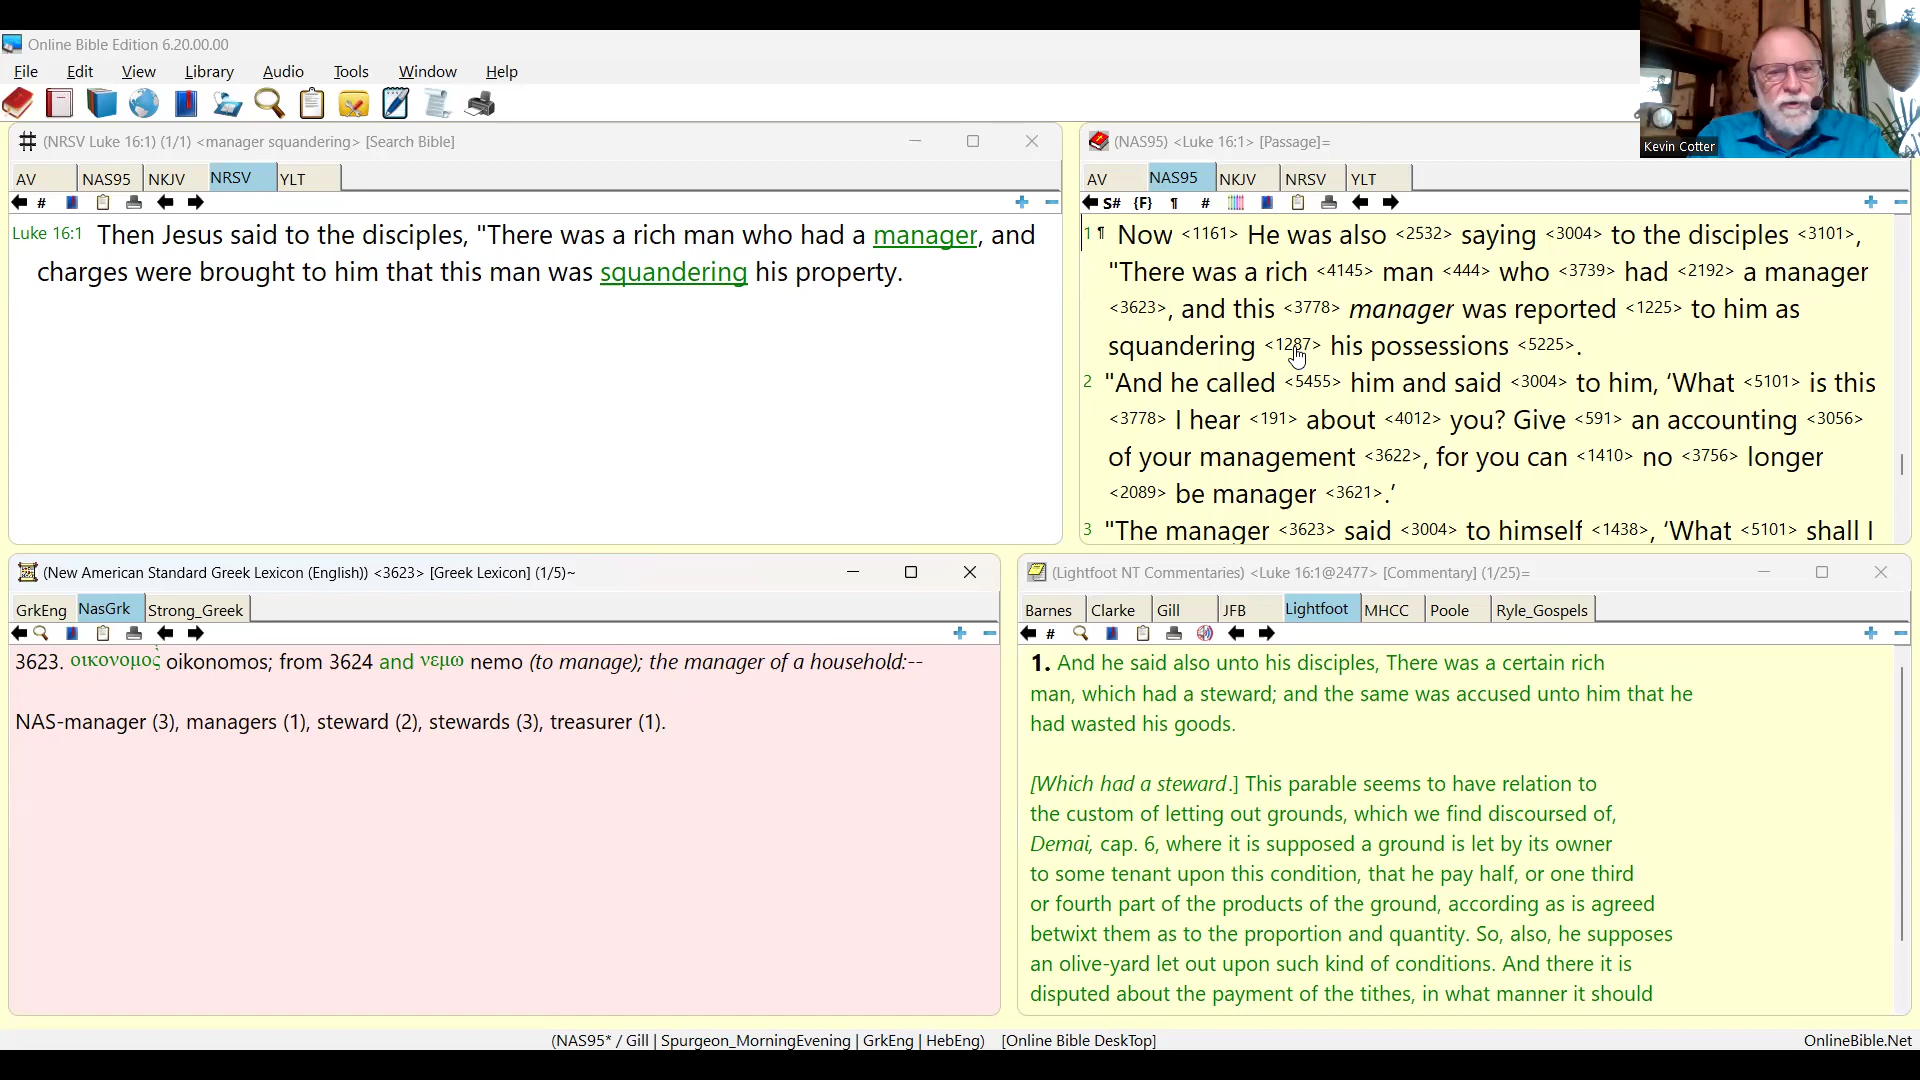 Online Bible Edition 6.20.00.00
File Edit View Library Audio Tools Window Help
Kevin Cotter
(NRSV Luke 16:1) (1/1) <manager squandering> [Search Bible]
AV NAS95 NKJV NRSV YLT
#
Luke 16:1 Then Jesus said to the disciples, "There was a rich man who had a manager, and
charges were brought to him that this man was squandering his property.
(NAS95) <Luke 16:1> [Passage]=
AV NAS95 NKJV NRSV YLT
S# {F} ¶ #
1 ¶ Now <1161> He was also <2532> saying <3004> to the disciples <3101>,
"There was a rich <4145> man <444> who <3739> had <2192> a manager
<3623>, and this <3778> manager was reported <1225> to him as
squandering <1287> his possessions <5225>.
2 "And he called <5455> him and said <3004> to him, ‘What <5101> is this
<3778> I hear <191> about <4012> you? Give <591> an accounting <3056>
of your management <3622>, for you can <1410> no <3756> longer
<2089> be manager <3621>.’
3 "The manager <3623> said <3004> to himself <1438>, ‘What <5101> shall I
(New American Standard Greek Lexicon (English)) <3623> [Greek Lexicon] (1/5)~
GrkEng NasGrk Strong_Greek
3623. οικονομος oikonomos; from 3624 and νεμω nemo (to manage); the manager of a household:--
NAS-manager (3), managers (1), steward (2), stewards (3), treasurer (1).
(Lightfoot NT Commentaries) <Luke 16:1@2477> [Commentary] (1/25)=
Barnes Clarke Gill JFB Lightfoot MHCC Poole Ryle_Gospels
#
1. And he said also unto his disciples, There was a certain rich
man, which had a steward; and the same was accused unto him that he
had wasted his goods.
[Which had a steward.] This parable seems to have relation to
the custom of letting out grounds, which we find discoursed of,
Demai, cap. 6, where it is supposed a ground is let by its owner
to some tenant upon this condition, that he pay half, or one third
or fourth part of the products of the ground, according as is agreed
betwixt them as to the proportion and quantity. So, also, he supposes
an olive-yard let out upon such kind of conditions. And there it is
disputed about the payment of the tithes, in what manner it should
(NAS95* / Gill | Spurgeon_MorningEvening | GrkEng | HebEng) [Online Bible DeskTop]
OnlineBible.Net